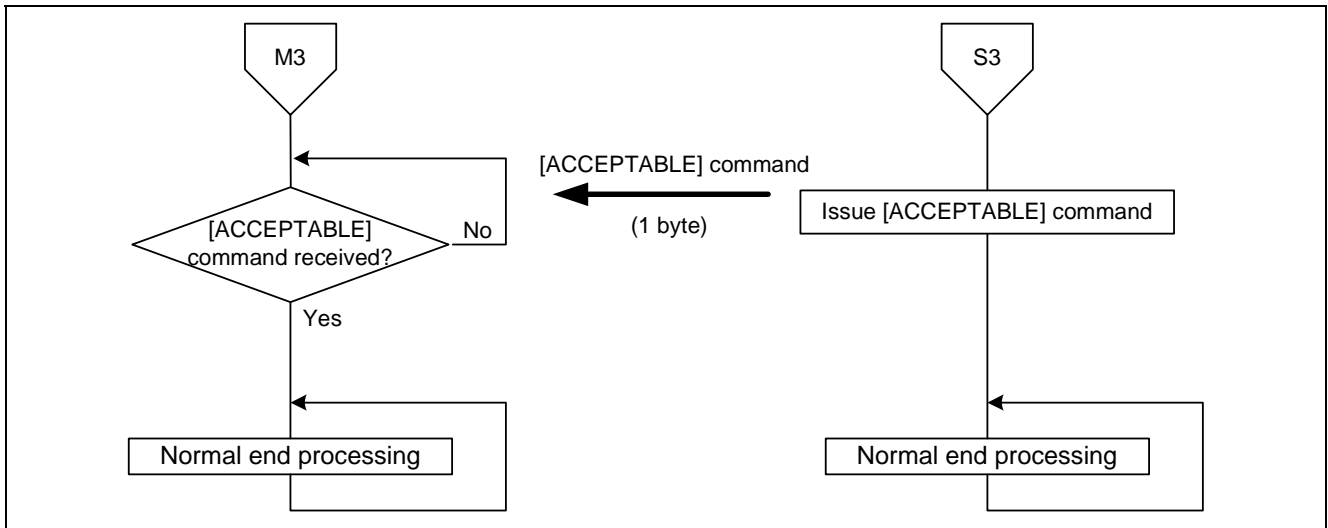 M3
S3
[ACCEPTABLE] command
(1 byte)
Issue [ACCEPTABLE] command
[ACCEPTABLE]
command received?
No
Yes
Normal end processing
Normal end processing